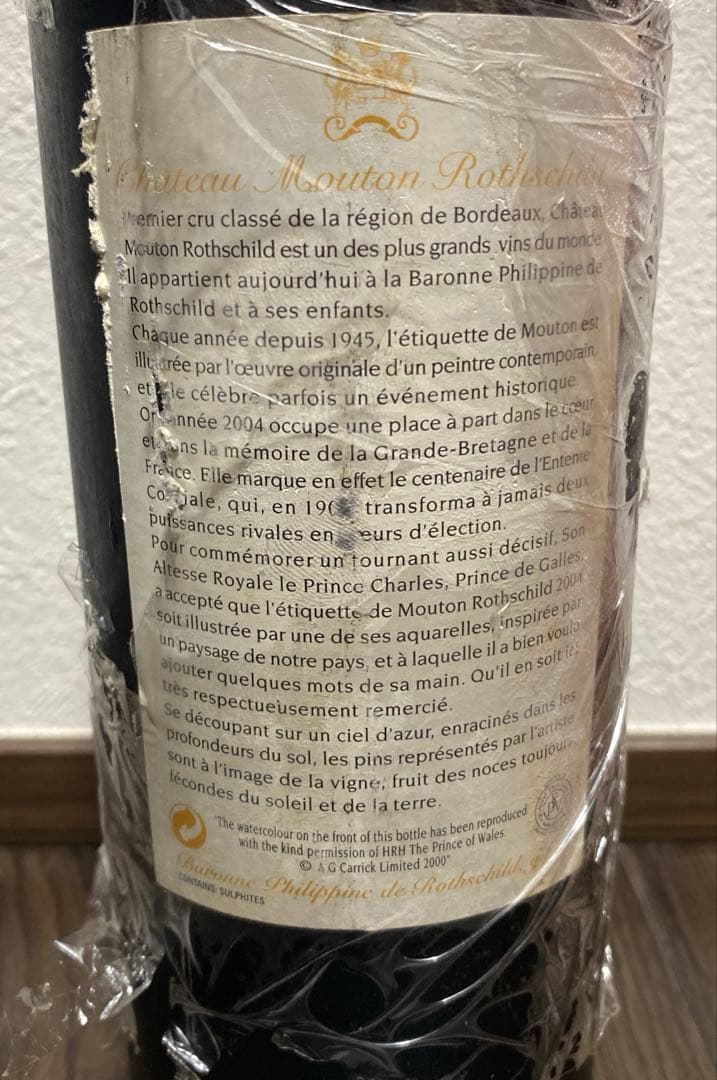 Château Mouton Rothschild
Premier cru classé de la région de Bordeaux, Château
Mouton Rothschild est un des plus grands vins du monde
Il appartient aujourd'hui à la Baronne Philippine de
Rothschild et à ses enfants.
Chaque année depuis 1945, l'étiquette de Mouton est
illustrée par l'œuvre originale d'un peintre contemporain,
et elle célèbre parfois un événement historique.
Or l'année 2004 occupe une place à part dans le cœur
et dans la mémoire de la Grande-Bretagne et de la
France. Elle marque en effet le centenaire de l'Entente
Cordiale, qui, en transforma à jamais deux
puissances rivales en d'élection.
Pour commémorer un tournant aussi décisif, Son
Altesse Royale le Prince Charles, Prince de Galles,
a accepté que l'étiquette de Mouton Rothschild 2004
soit illustrée par une de ses aquarelles, inspirée par
un paysage de notre pays, et à laquelle il a bien voulu
ajouter quelques mots de sa main. Qu'il en soit ici
très respectueusement remercié.
Se découpant sur un ciel d'azur, enracinés dans les
profondeurs du sol, les pins représentés par l'artiste
sont à l'image de la vigne, fruit des noces toujours
fécondes du soleil et de la terre.
"The watercolour on the front of this bottle has been reproduced
with the kind permission of HRH The Prince of Wales.
© A G Carrick Limited 2000"
Baronne Philippine de Rothschild, g
CONTAINS: SULPHITES